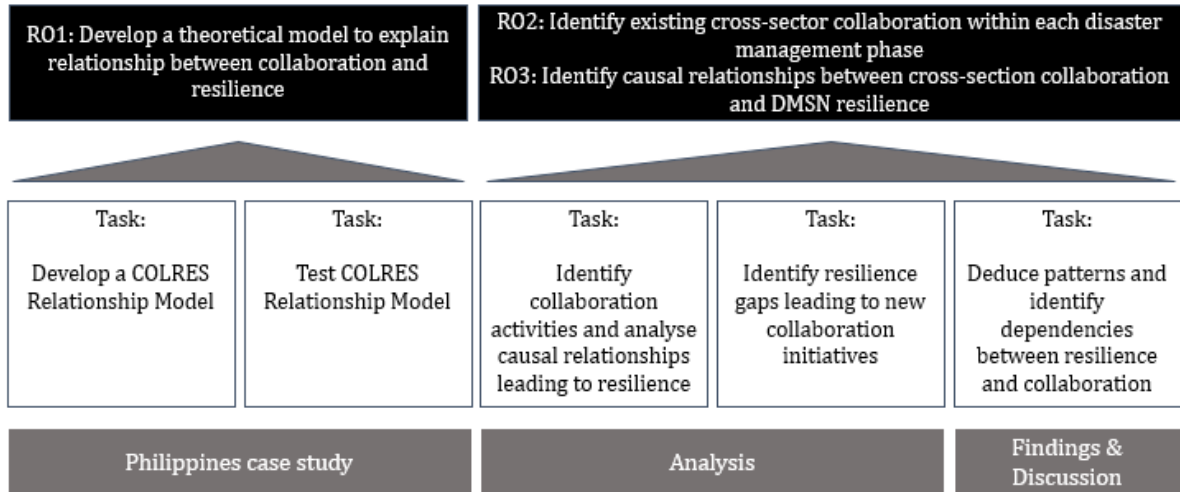 RO1: Develop a theoretical model to explain
relationship between collaboration and
resilience
RO2: Identify existing cross-sector collaboration within each disaster
management phase
RO3: Identify causal relationships between cross-section collaboration
and DMSN resilience
Task:
Develop a COLRES
Relationship Model
Task:
Test COLRES
Relationship Model
Task:
Identify
collaboration
activities and analyse
causal relationships
leading to resilience
Task:
Identify resilience
gaps leading to new
collaboration
initiatives
Task:
Deduce patterns and
identify
dependencies
between resilience
and collaboration
Philippines case study
Analysis
Findings &
Discussion